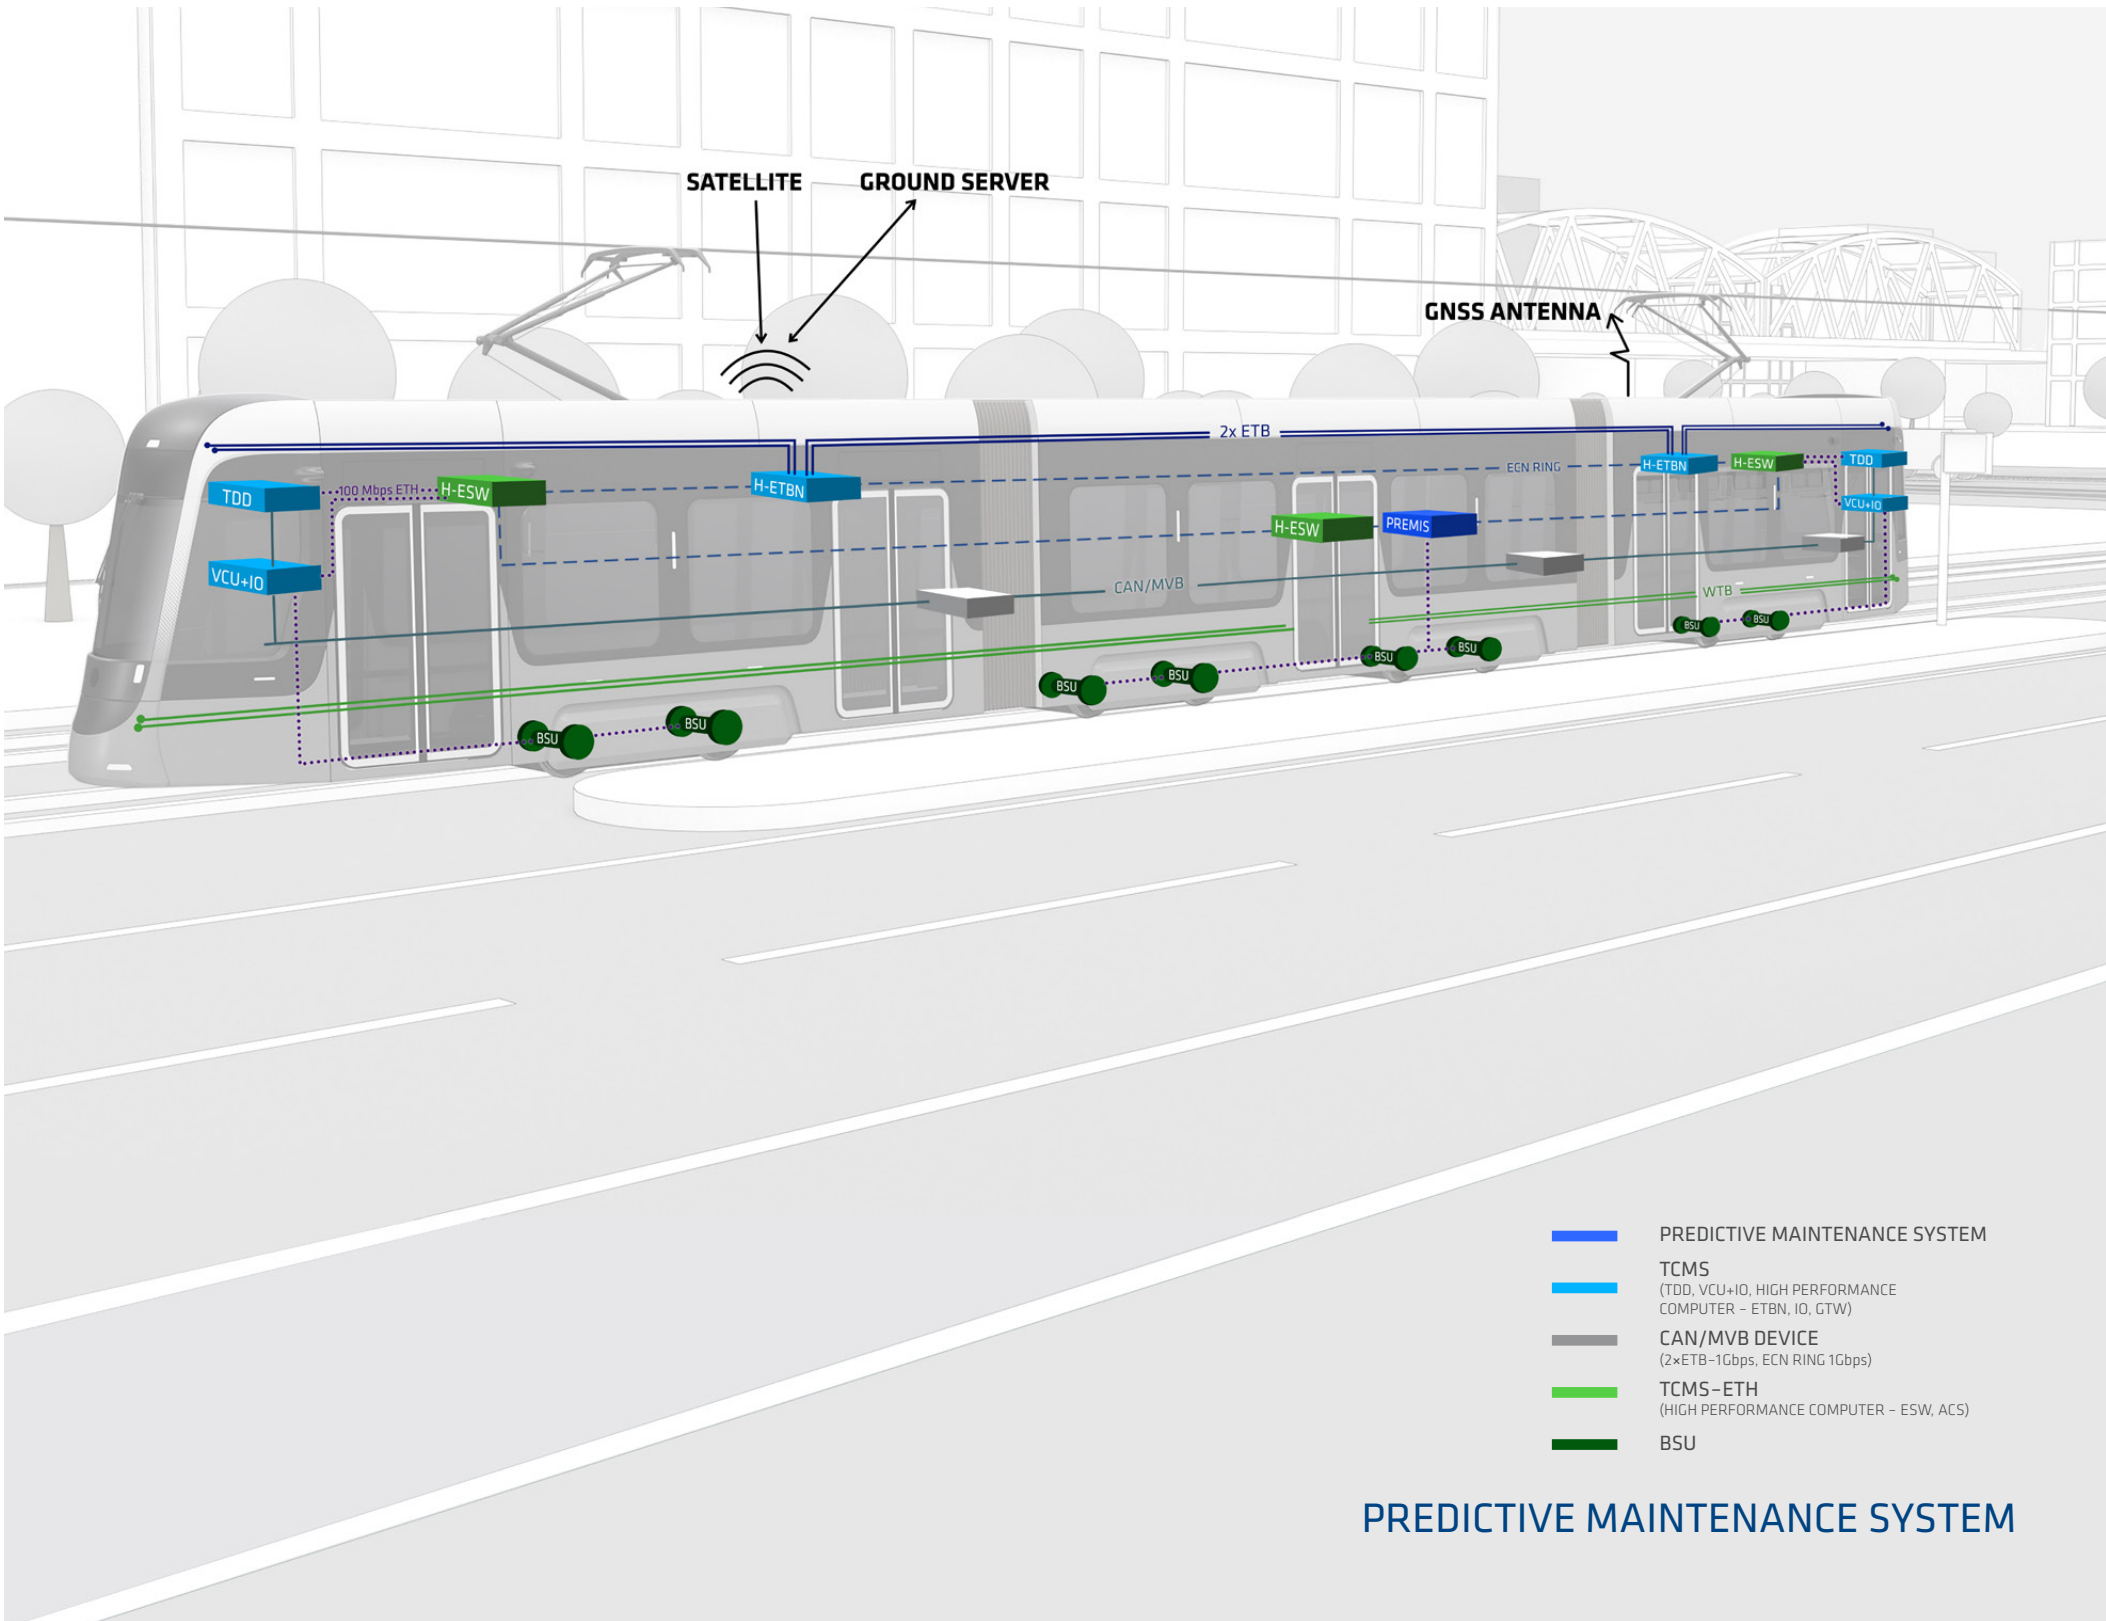 SATELLITE
GROUND SERVER
GNSS ANTENNA
2x ETB
ECN RING
H-ETBN
H-ESW
TDD
TDD
100 Mbps ETH
H-ESW
H-ETBN
VCU+IO
H-ESW
PREMIS
VCU+IO
CAN/MVB
WTB
BSU
BSU
BSU
BSU
BSU
BSU
BSU
BSU
PREDICTIVE MAINTENANCE SYSTEM
TCMS
(TDD, VCU+IO, HIGH PERFORMANCE
COMPUTER – ETBN, IO, GTW)
CAN/MVB DEVICE
(2×ETB–1Gbps, ECN RING 1Gbps)
TCMS–ETH
(HIGH PERFORMANCE COMPUTER – ESW, ACS)
BSU
PREDICTIVE MAINTENANCE SYSTEM